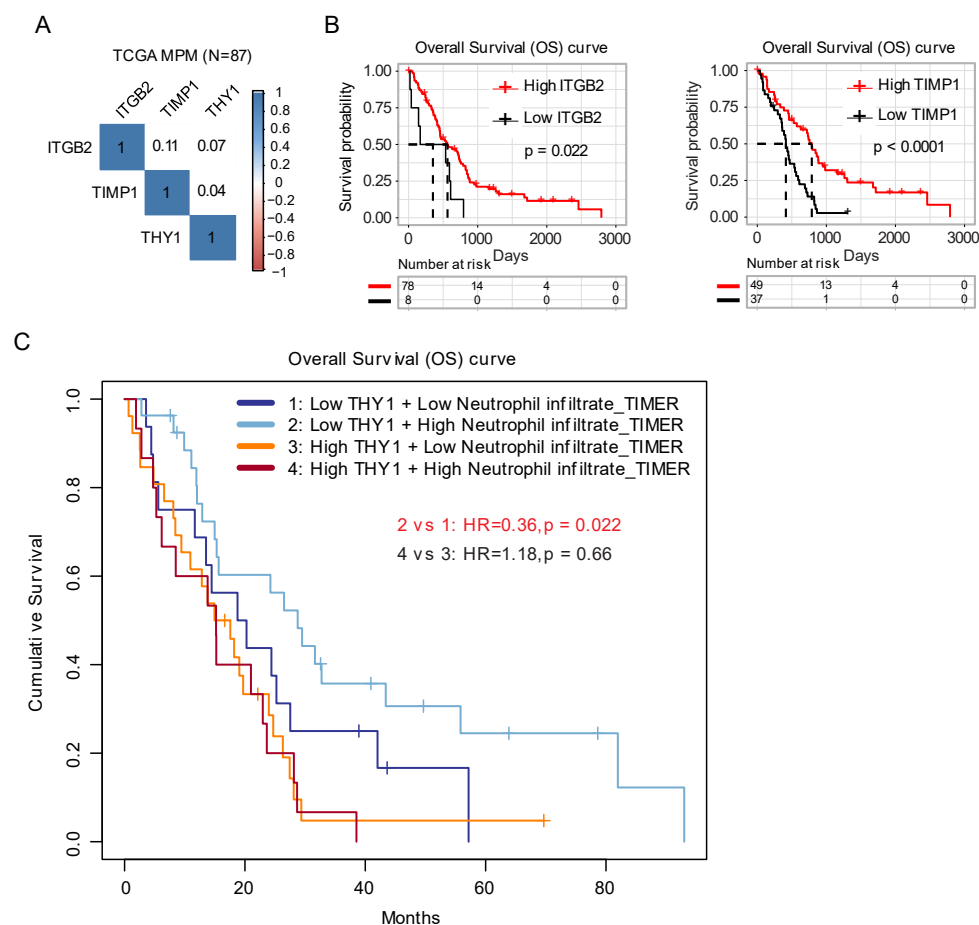 A
TCGA MPM (N=87)
ITGB2
TIMP1
THY1
ITGB2
1
0.11
0.07
TIMP1
1
0.04
THY1
1
1
0.8
0.6
0.4
0.2
0
−0.2
−0.4
−0.6
−0.8
−1
B
Overall Survival (OS) curve
Survival probability
1.00
0.75
0.50
0.25
0.00
High ITGB2
Low ITGB2
p = 0.022
0
1000
2000
3000
Days
Number at risk
78
14
4
0
8
0
0
0
Overall Survival (OS) curve
Survival probability
1.00
0.75
0.50
0.25
0.00
High TIMP1
Low TIMP1
p < 0.0001
0
1000
2000
3000
Days
Number at risk
49
13
4
0
37
1
0
0
C
Overall Survival (OS) curve
Cumulative Survival
1.0
0.8
0.6
0.4
0.2
0.0
1: Low THY1 + Low Neutrophil infiltrate_TIMER
2: Low THY1 + High Neutrophil infiltrate_TIMER
3: High THY1 + Low Neutrophil infiltrate_TIMER
4: High THY1 + High Neutrophil infiltrate_TIMER
2 vs 1: HR=0.36,p = 0.022
4 vs 3: HR=1.18,p = 0.66
0
20
40
60
80
Months